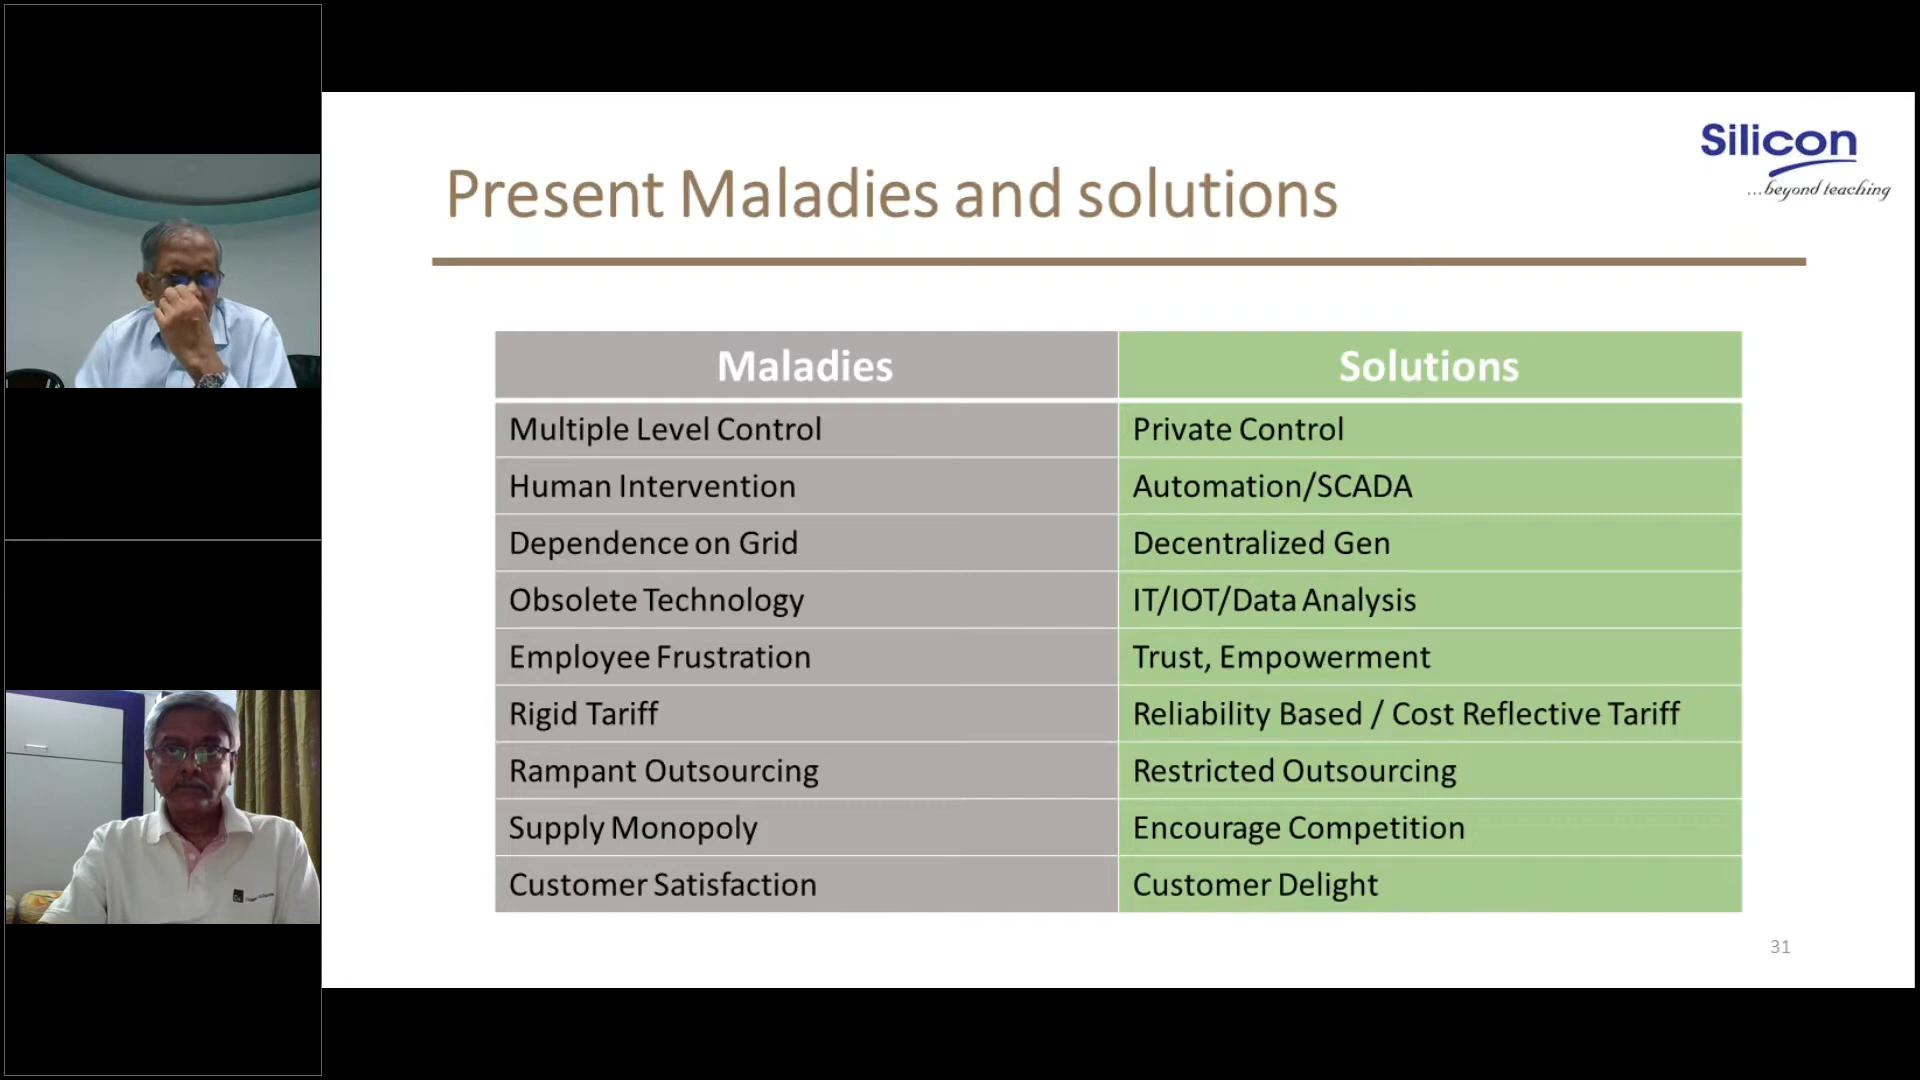 Silicon
...beyond teaching
Present Maladies and solutions
Maladies Solutions
Multiple Level Control Private Control
Human Intervention Automation/SCADA
Dependence on Grid Decentralized Gen
Obsolete Technology IT/IOT/Data Analysis
Employee Frustration Trust, Empowerment
Rigid Tariff Reliability Based / Cost Reflective Tariff
Rampant Outsourcing Restricted Outsourcing
Supply Monopoly Encourage Competition
Customer Satisfaction Customer Delight
31